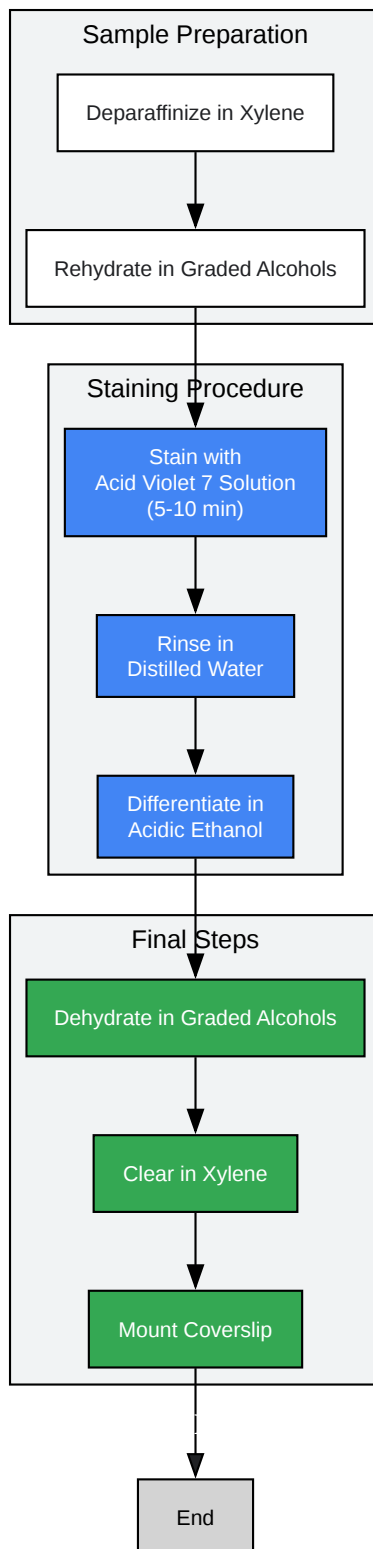 Sample Preparation
Deparaffinize in Xylene
Rehydrate in Graded Alcohols
Staining Procedure
Stain with
Acid Violet 7 Solution
(5-10 min)
Rinse in
Distilled Water
Differentiate in
Acidic Ethanol
Final Steps
Dehydrate in Graded Alcohols
Clear in Xylene
Mount Coverslip
End